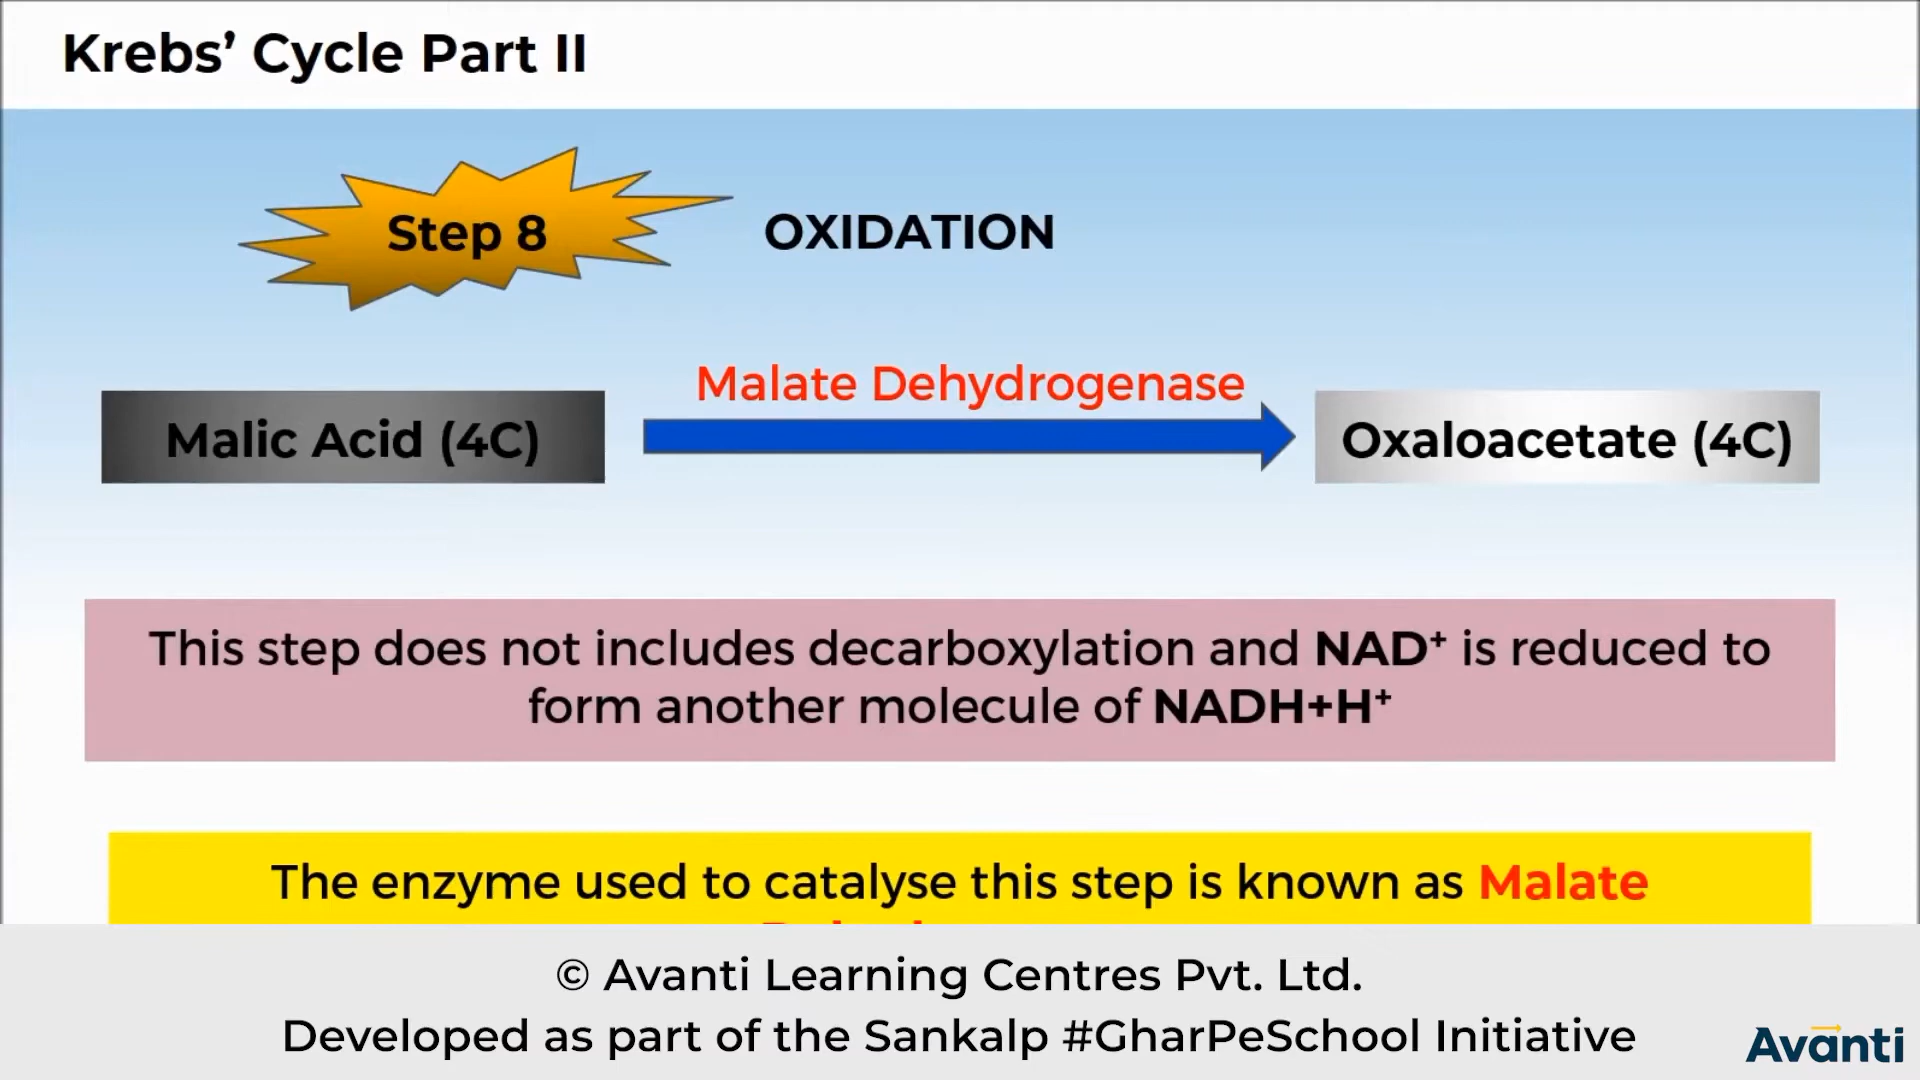 Krebs' Cycle Part II
Step 8
OXIDATION
Malate Dehydrogenase
Malic Acid (4C)
Oxaloacetate (4C)
This step does not includes decarboxylation and NAD⁺ is reduced to
form another molecule of NADH+H⁺
The enzyme used to catalyse this step is known as Malate
© Avanti Learning Centres Pvt. Ltd.
Developed as part of the Sankalp #GharPeSchool Initiative
Avanti